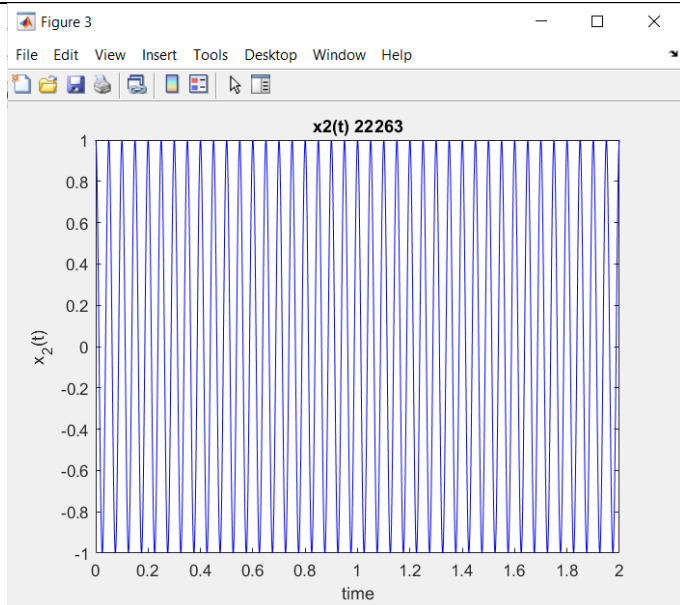 Figure 3
File Edit View Insert Tools Desktop Window Help
x2(t) 22263
1
0.8
0.6
0.4
0.2
0
-0.2
-0.4
-0.6
-0.8
-1
x2(t)
0 0.2 0.4 0.6 0.8 1 1.2 1.4 1.6 1.8 2
time